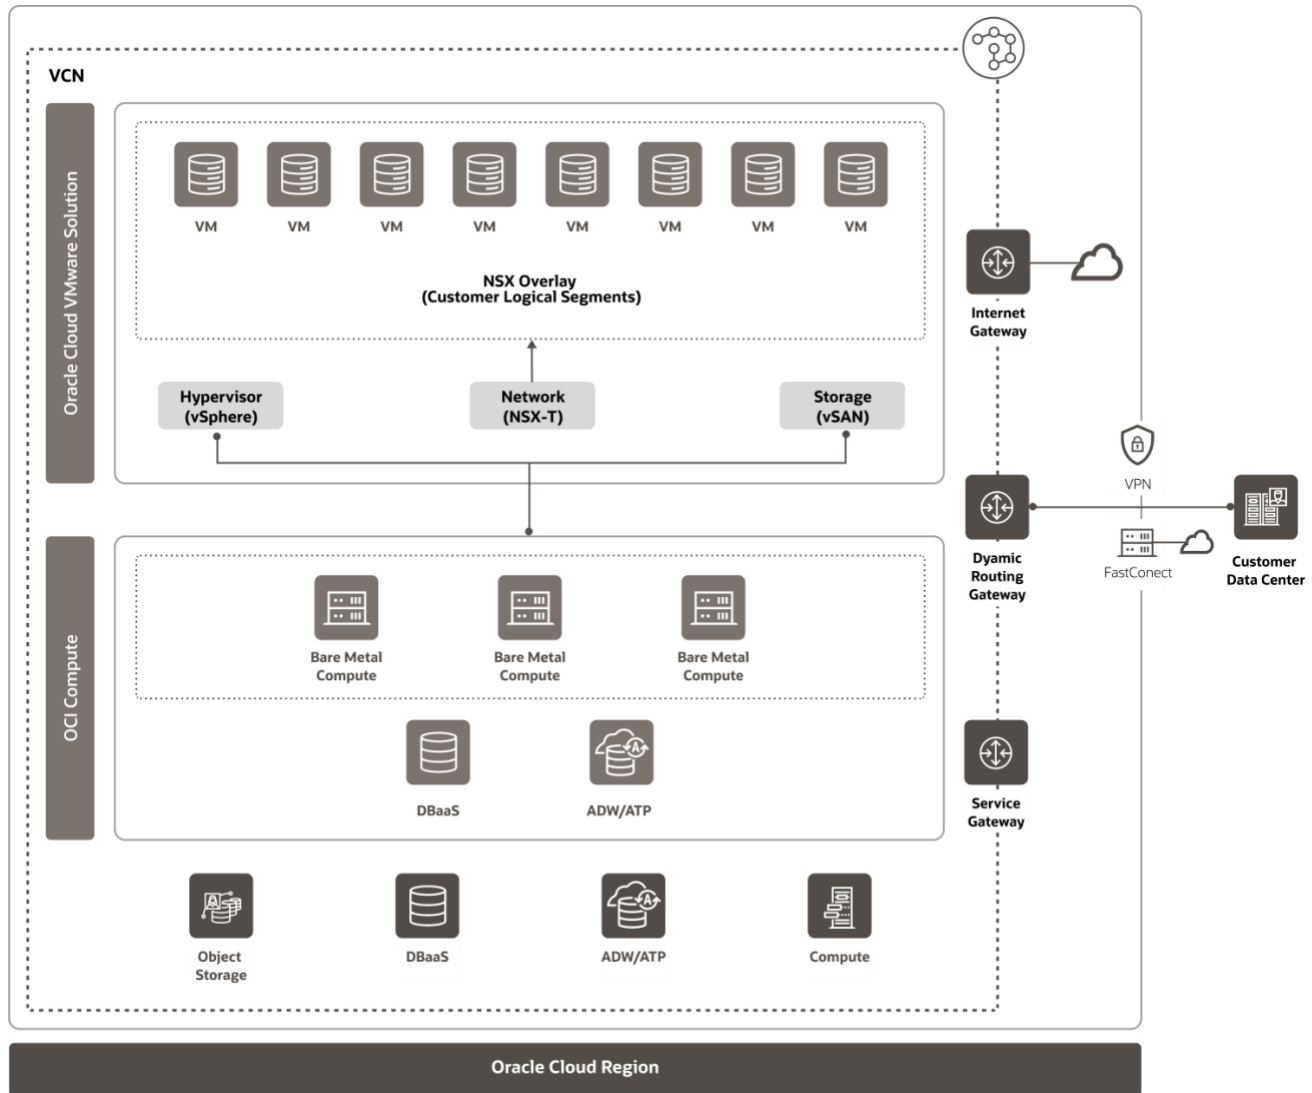 VCN
Oracle Cloud VMware Solution
VM
VM
VM
VM
VM
VM
VM
VM
NSX Overlay
(Customer Logical Segments)
Hypervisor
(vSphere)
Network
(NSX-T)
Storage
(vSAN)
Internet
Gateway
VPN
Dyamic
Routing
Gateway
FastConect
Customer
Data Center
OCI Compute
Bare Metal
Compute
Bare Metal
Compute
Bare Metal
Compute
DBaaS
A
ADW/ATP
Service
Gateway
Object
Storage
DBaaS
A
ADW/ATP
Compute
Oracle Cloud Region